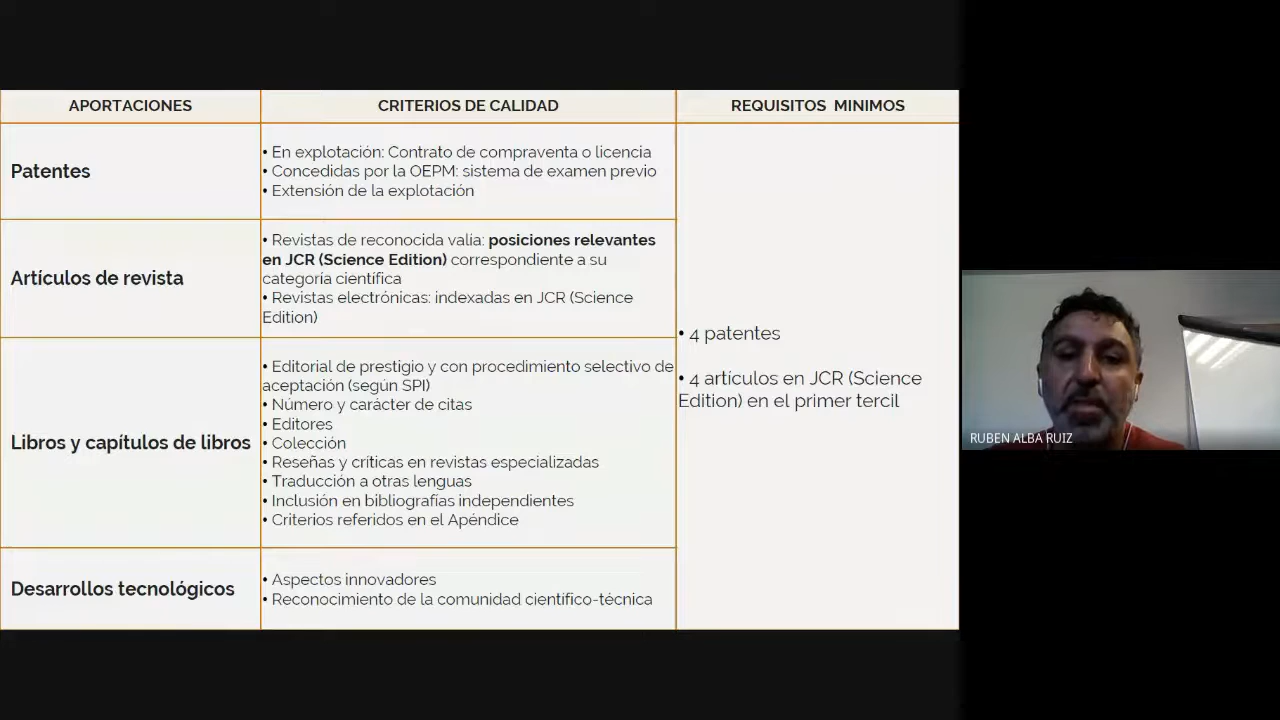 APORTACIONES
CRITERIOS DE CALIDAD
REQUISITOS MINIMOS
Patentes
• En explotación: Contrato de compraventa o licencia
• Concedidas por la OEPM: sistema de examen previo
• Extensión de la explotación
Artículos de revista
• Revistas de reconocida valia: posiciones relevantes
en JCR (Science Edition) correspondiente a su
categoría científica
• Revistas electrónicas: indexadas en JCR (Science
Edition)
Libros y capítulos de libros
• Editorial de prestigio y con procedimiento selectivo de
aceptación (según SPI)
• Número y carácter de citas
• Editores
• Colección
• Reseñas y críticas en revistas especializadas
• Traducción a otras lenguas
• Inclusión en bibliografías independientes
• Criterios referidos en el Apéndice
Desarrollos tecnológicos
• Aspectos innovadores
• Reconocimiento de la comunidad científico-técnica
• 4 patentes
• 4 artículos en JCR (Science
Edition) en el primer tercil
RUBEN ALBA RUIZ